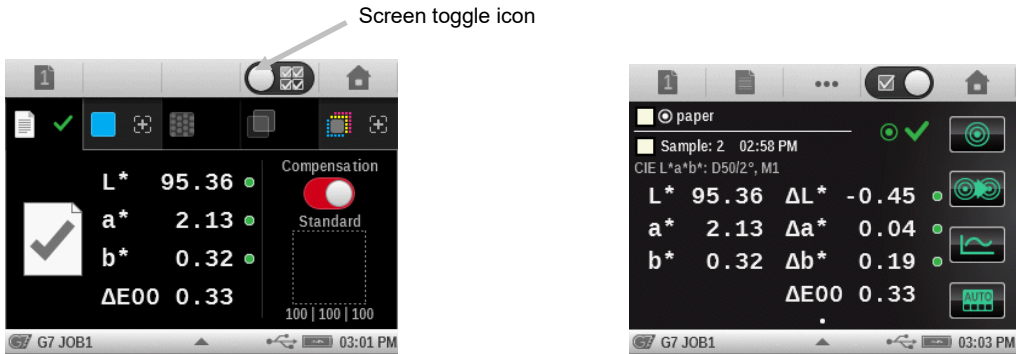 Screen toggle icon
1
L* 95.36
a* 2.13
b* 0.32
ΔE00 0.33
Compensation
Standard
100 | 100 | 100
G7 G7 JOB1
03:01 PM
1
paper
Sample: 2 02:58 PM
CIE L*a*b*: D50/2°, M1
L* 95.36 ΔL* -0.45
a* 2.13 Δa* 0.04
b* 0.32 Δb* 0.19
ΔE00 0.33
AUTO
G7 G7 JOB1
03:03 PM